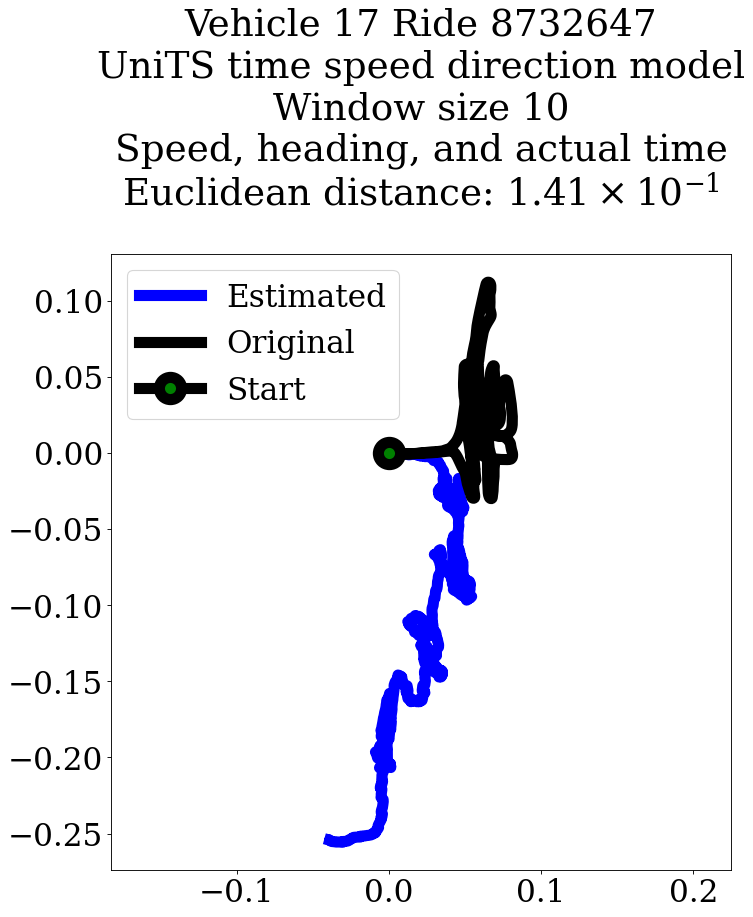 Vehicle 17 Ride 8732647
UniTS time speed direction model
Window size 10
Speed, heading, and actual time
Euclidean distance: 1.41 × 10⁻¹
Estimated
Original
Start
0.10
0.05
0.00
−0.05
−0.10
−0.15
−0.20
−0.25
−0.1
0.0
0.1
0.2